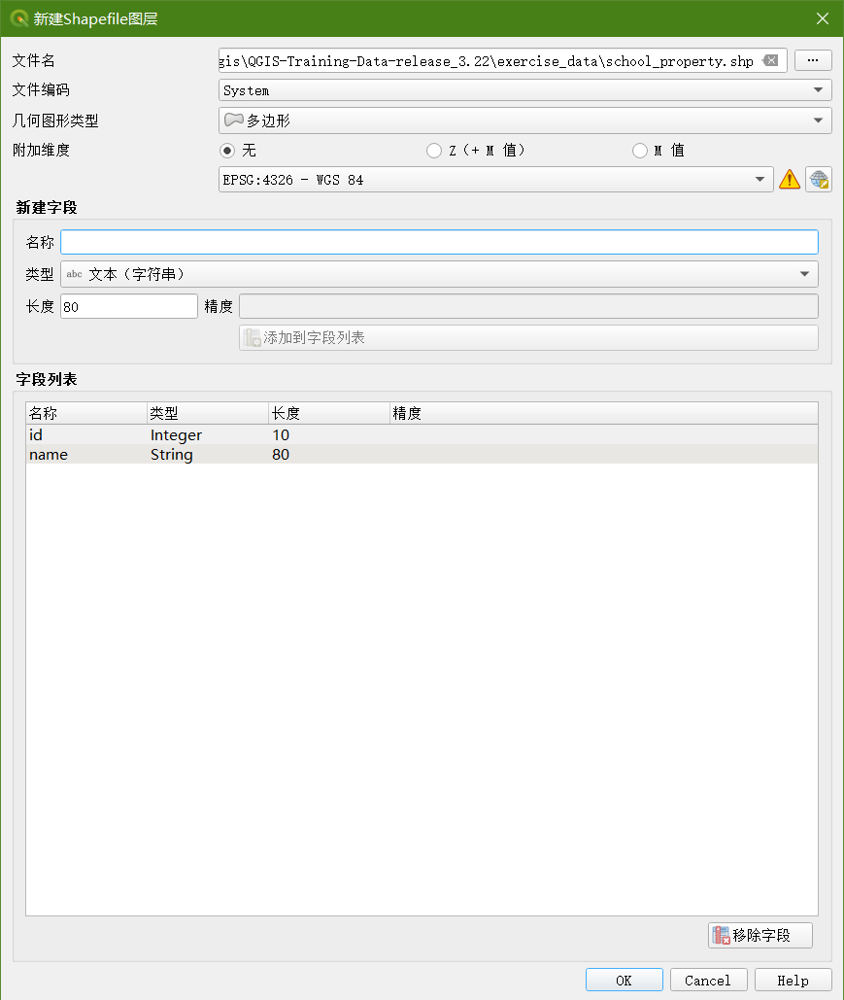 新建Shapefile图层
文件名 gis\QGIS-Training-Data-release_3.22\exercise_data\school_property.shp ...
文件编码 System
几何图形类型 多边形
附加维度 无 Z（+ M 值） M 值
EPSG:4326 - WGS 84
新建字段
名称
类型 abc 文本（字符串）
长度 80 精度
添加到字段列表
字段列表
名称 类型 长度 精度
id Integer 10
name String 80
移除字段
OK Cancel Help